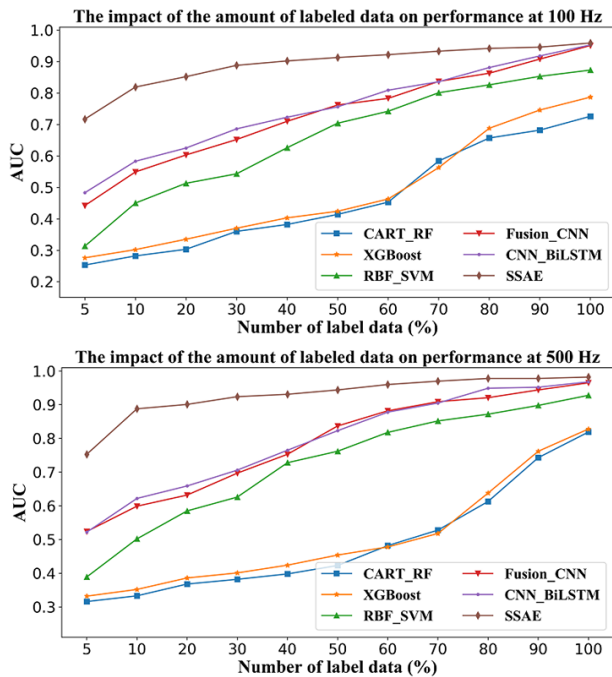 The impact of the amount of labeled data on performance at 100 Hz
1.0
0.9
0.8
0.7
0.6
0.5
0.4
0.3
0.2
AUC
CART_RF Fusion_CNN
XGBoost CNN_BiLSTM
RBF_SVM SSAE
5 10 20 30 40 50 60 70 80 90 100
Number of label data (%)
The impact of the amount of labeled data on performance at 500 Hz
1.0
0.9
0.8
0.7
0.6
0.5
0.4
0.3
AUC
CART_RF Fusion_CNN
XGBoost CNN_BiLSTM
RBF_SVM SSAE
5 10 20 30 40 50 60 70 80 90 100
Number of label data (%)